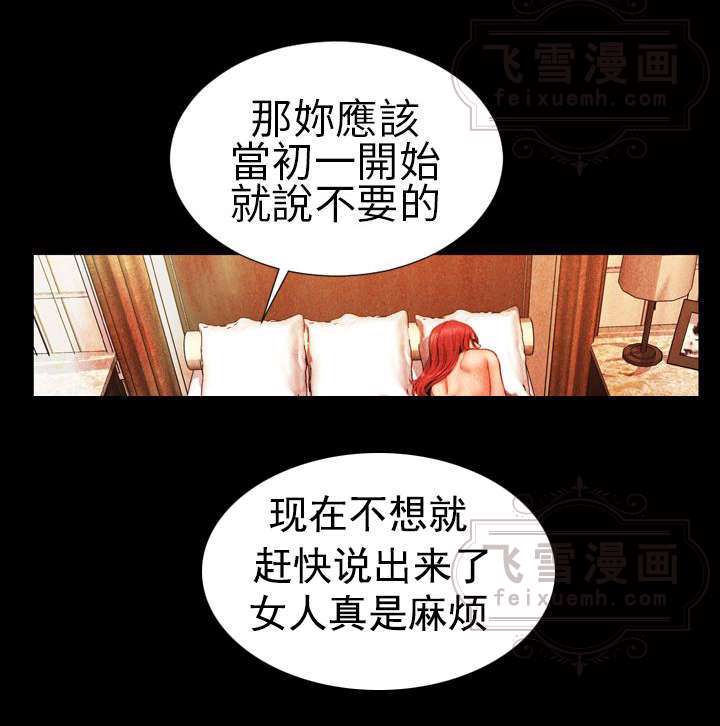 飞雪漫画
feixuemh.com
那妳應該
當初一開始
就說不要的
现在不想就
赶快说出来了
女人真是麻烦
飞雪漫画
feixuemh.com